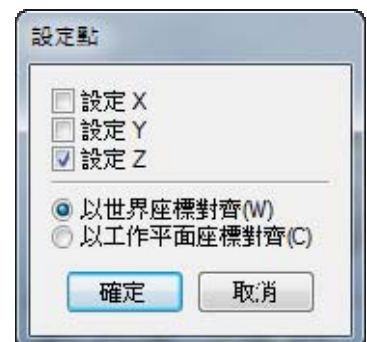 設定點
設定 X
設定 Y
設定 Z
以世界座標對齊(W)
以工作平面座標對齊(C)
確定
取消